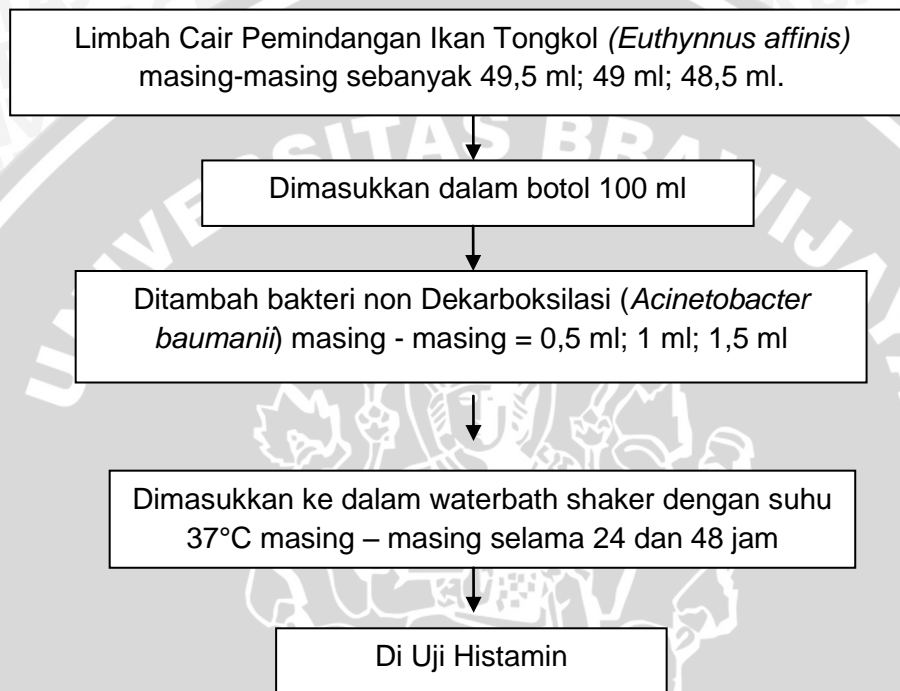 Limbah Cair Pemindangan Ikan Tongkol (Euthynnus affinis)
masing-masing sebanyak 49,5 ml; 49 ml; 48,5 ml.
Dimasukkan dalam botol 100 ml
Ditambah bakteri non Dekarboksilasi (Acinetobacter
baumanii) masing - masing = 0,5 ml; 1 ml; 1,5 ml
Dimasukkan ke dalam waterbath shaker dengan suhu
37°C masing – masing selama 24 dan 48 jam
Di Uji Histamin